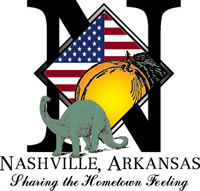 N
NASHVILLE, ARKANSAS
Sharing the Hometown Feeling